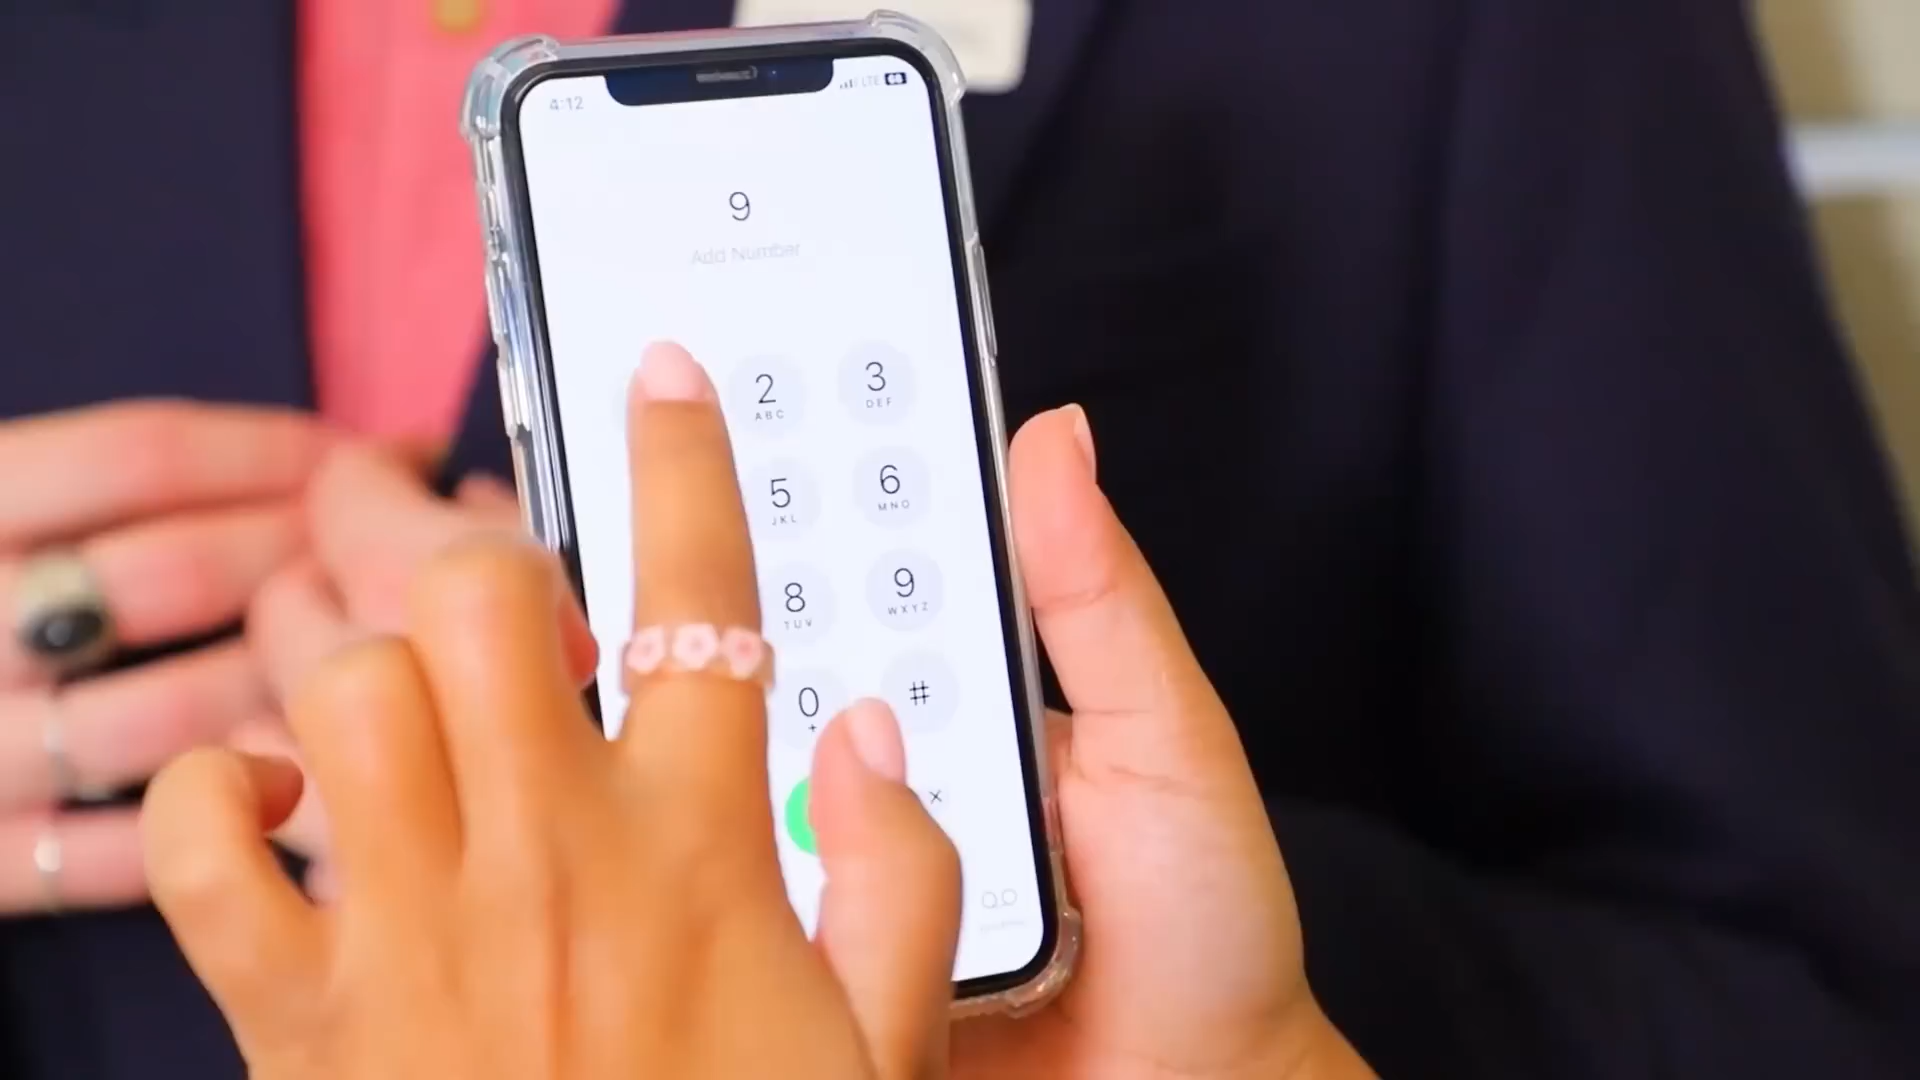 4:12 LTE 66
9
Add Number
2 3
ABC DEF
5 6
JKL MNO
8 9
TUV WXYZ
0 #
+